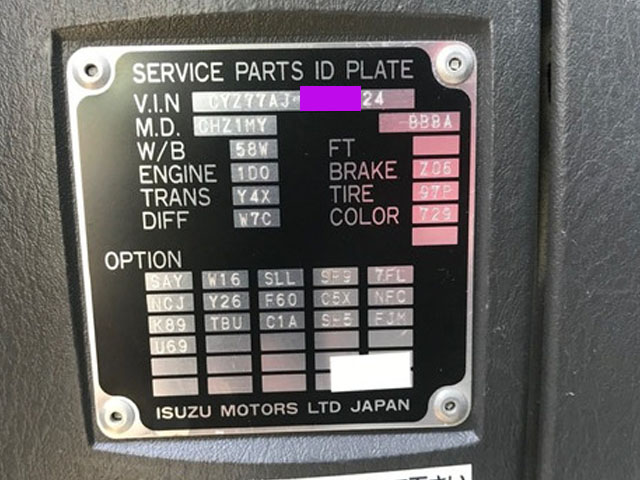 SERVICE PARTS ID PLATE
V.I.N CYZ77AJ 24
M.D. CHZ1MY BBBA
W/B 58W FT
ENGINE 1D0 BRAKE Z06
TRANS Y4X TIRE 97P
DIFF W7C COLOR 729
OPTION
SAY W16 SLL 7FL
NCJ Y26 F60 C5X NFC
K89 TBU C1A FJM
U69
ISUZU MOTORS LTD JAPAN